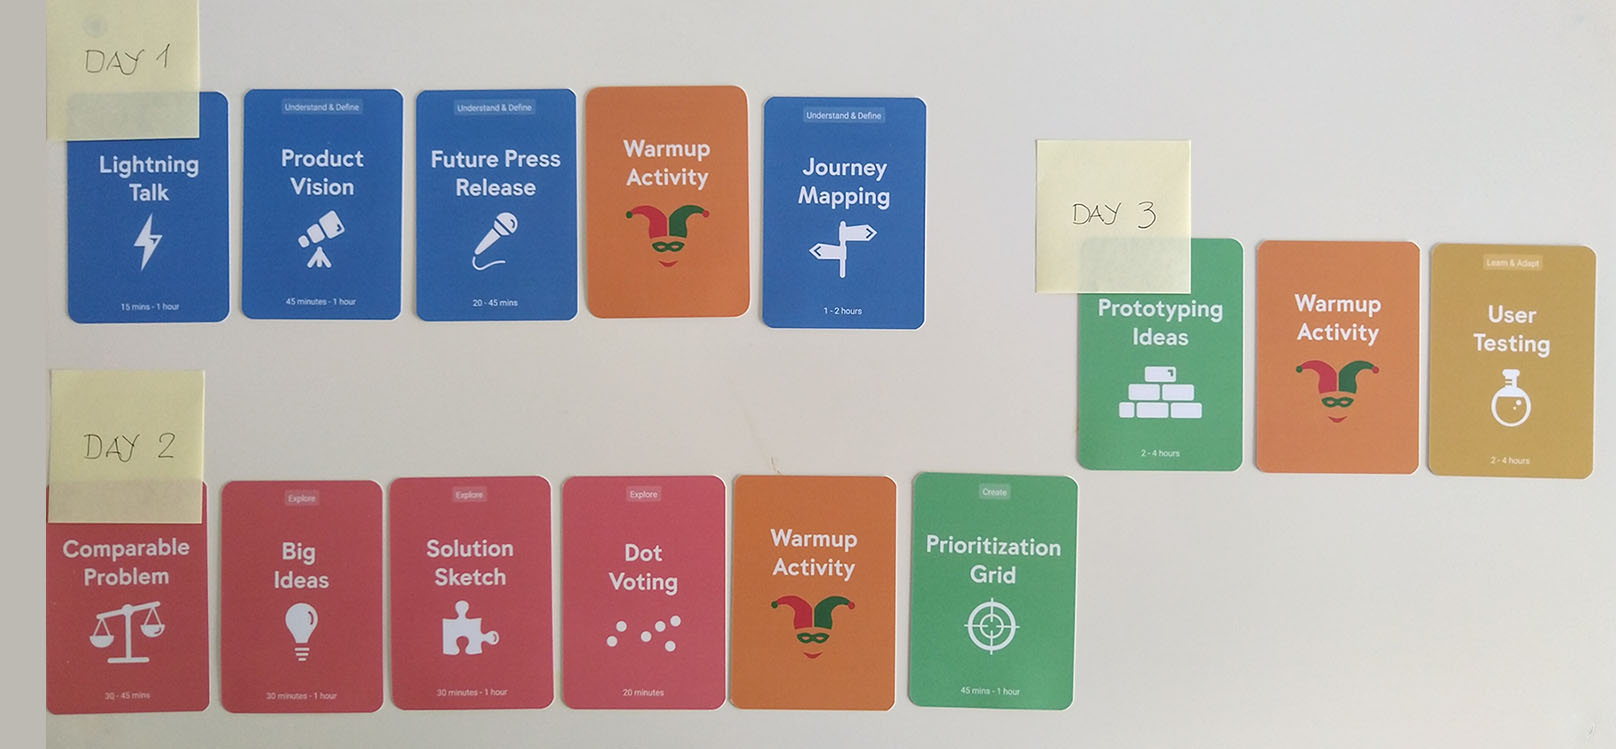 DAY 1
Lightning
Talk
15 mins - 1 hour
Understand & Define
Product
Vision
45 minutes - 1 hour
Understand & Define
Future Press
Release
20 - 45 mins
Warmup
Activity
Understand & Define
Journey
Mapping
1 - 2 hours
DAY 2
Comparable
Problem
30 - 45 mins
Explore
Big
Ideas
30 minutes - 1 hour
Explore
Solution
Sketch
30 minutes - 1 hour
Explore
Dot
Voting
20 minutes
Warmup
Activity
Create
Prioritization
Grid
45 mins - 1 hour
DAY 3
Prototyping
Ideas
2 - 4 hours
Warmup
Activity
Learn & Adapt
User
Testing
2 - 4 hours